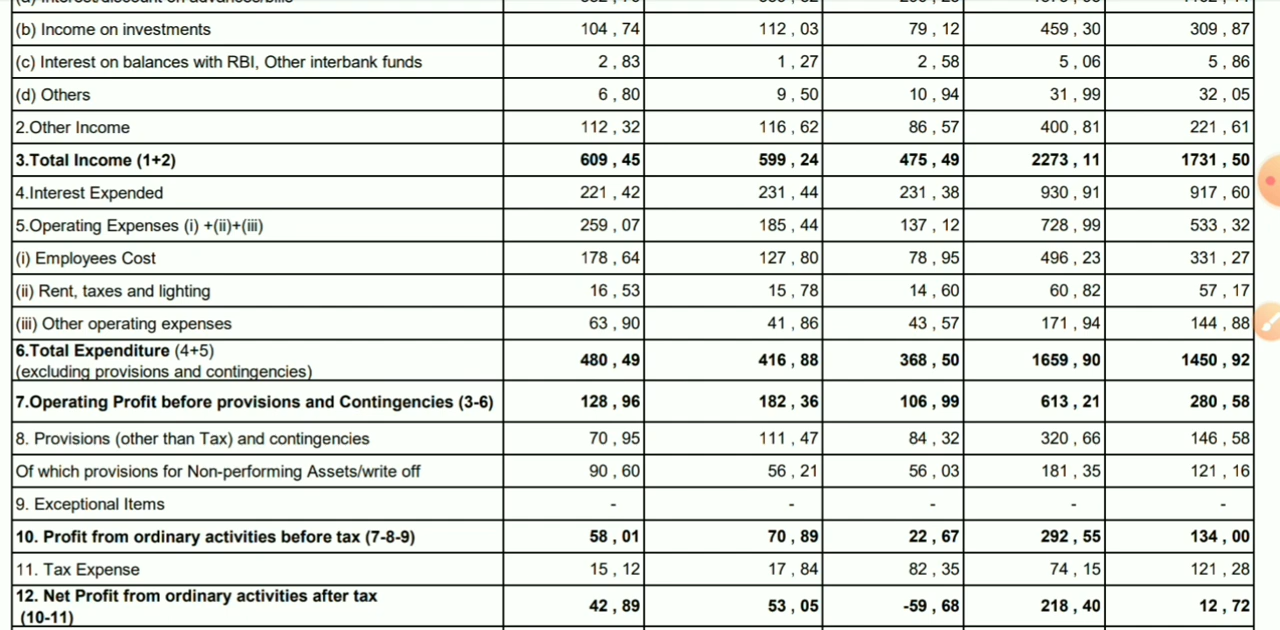 (b) Income on investments 104 , 74 112 , 03 79 , 12 459 , 30 309 , 87
(c) Interest on balances with RBI, Other interbank funds 2 , 83 1 , 27 2 , 58 5 , 06 5 , 86
(d) Others 6 , 80 9 , 50 10 , 94 31 , 99 32 , 05
2.Other Income 112 , 32 116 , 62 86 , 57 400 , 81 221 , 61
3.Total Income (1+2) 609 , 45 599 , 24 475 , 49 2273 , 11 1731 , 50
4.Interest Expended 221 , 42 231 , 44 231 , 38 930 , 91 917 , 60
5.Operating Expenses (i) +(ii)+(iii) 259 , 07 185 , 44 137 , 12 728 , 99 533 , 32
(i) Employees Cost 178 , 64 127 , 80 78 , 95 496 , 23 331 , 27
(ii) Rent, taxes and lighting 16 , 53 15 , 78 14 , 60 60 , 82 57 , 17
(iii) Other operating expenses 63 , 90 41 , 86 43 , 57 171 , 94 144 , 88
6.Total Expenditure (4+5)
(excluding provisions and contingencies) 480 , 49 416 , 88 368 , 50 1659 , 90 1450 , 92
7.Operating Profit before provisions and Contingencies (3-6) 128 , 96 182 , 36 106 , 99 613 , 21 280 , 58
8. Provisions (other than Tax) and contingencies 70 , 95 111 , 47 84 , 32 320 , 66 146 , 58
Of which provisions for Non-performing Assets/write off 90 , 60 56 , 21 56 , 03 181 , 35 121 , 16
9. Exceptional Items - - - - -
10. Profit from ordinary activities before tax (7-8-9) 58 , 01 70 , 89 22 , 67 292 , 55 134 , 00
11. Tax Expense 15 , 12 17 , 84 82 , 35 74 , 15 121 , 28
12. Net Profit from ordinary activities after tax
(10-11) 42 , 89 53 , 05 -59 , 68 218 , 40 12 , 72